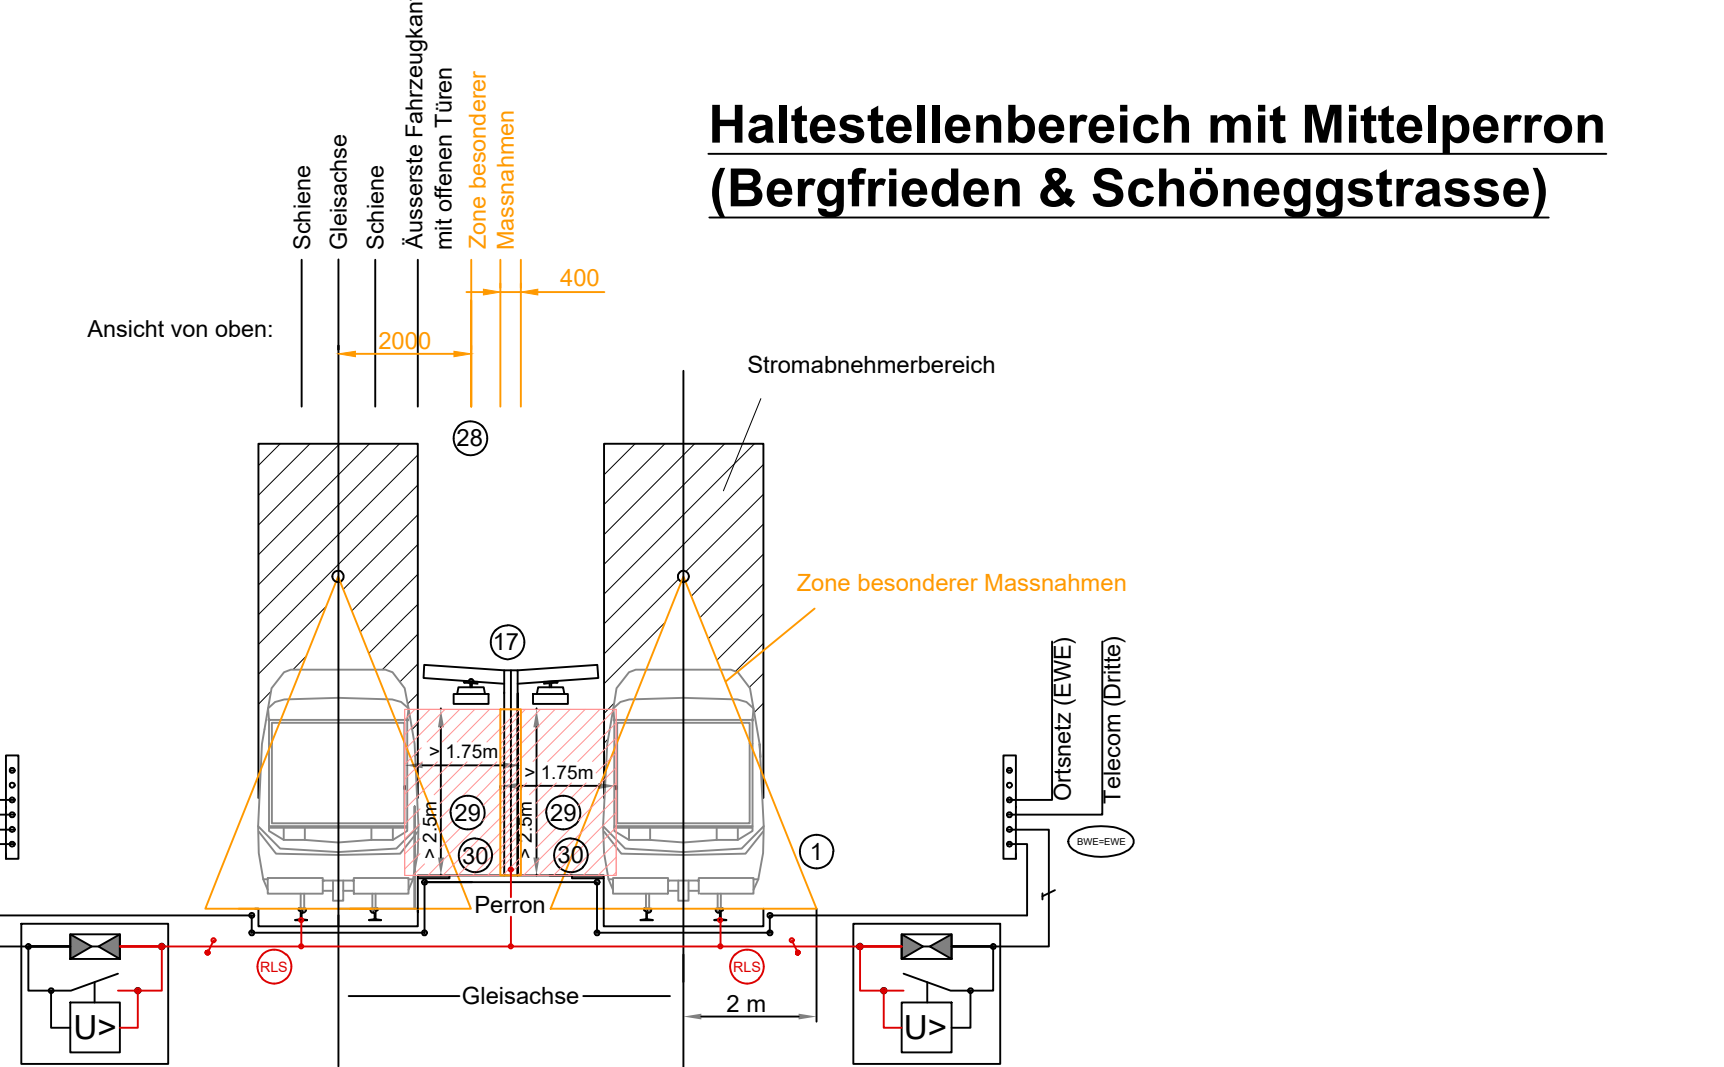 Haltestellenbereich mit Mittelperron
(Bergfrieden & Schöneggstrasse)
Schiene
Gleisachse
Schiene
Äusserste Fahrzeugkan
mit offenen Türen
Zone besonderer
Massnahmen
400
2000
Ansicht von oben:
Stromabnehmerbereich
28
Zone besonderer Massnahmen
17
Ortsnetz (EWE)
Telecom (Dritte)
> 1.75m
> 1.75m
> 2.5m
> 2.5m
29
29
30
30
1
BWE=EWE
Perron
RLS
RLS
Gleisachse
2 m
U>
U>